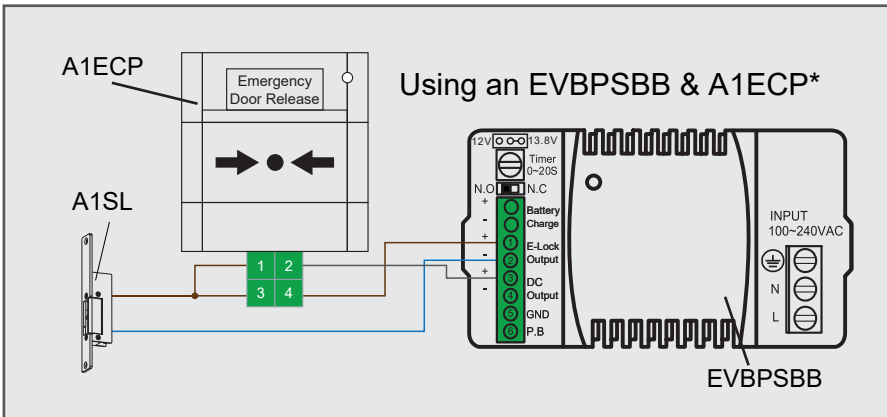 Using an EVBPSBB & A1ECP*
A1ECP
Emergency
Door Release
A1SL
1 2
3 4
12V 13.8V
Timer
0~20S
N.O N.C
+
Battery
-
Charge
+
1
E-Lock
-
2
Output
+
3
DC
-
4
Output
5 GND
6 P.B
INPUT
100~240VAC
N
L
EVBPSBB